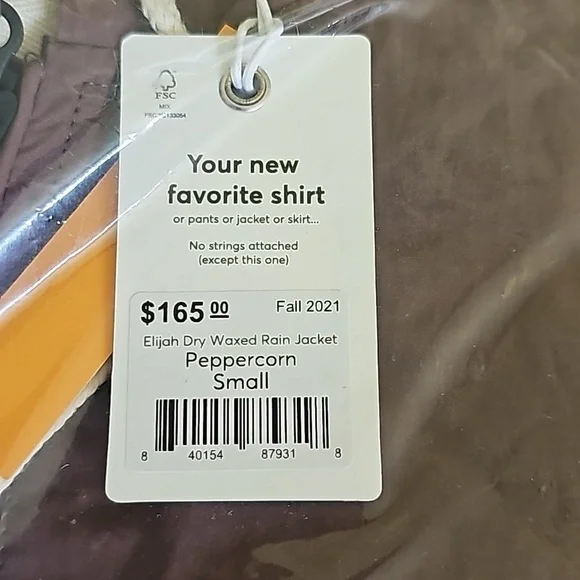 FSC
MIX
Your new
favorite shirt
or pants or jacket or skirt...
No strings attached
(except this one)
$165 00 Fall 2021
Elijah Dry Waxed Rain Jacket
Peppercorn
Small
8 40154 87931 8